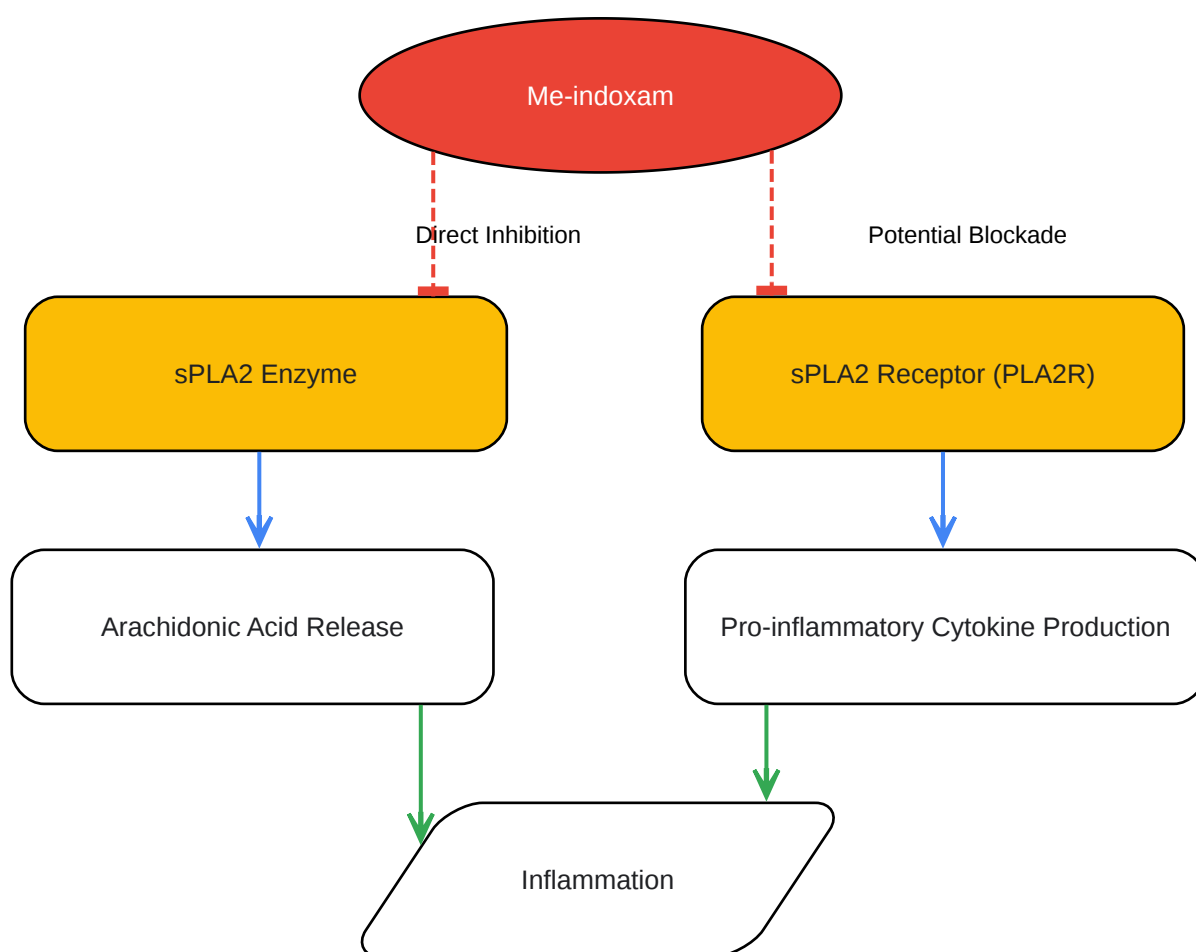 Me-indoxam
Direct Inhibition
Potential Blockade
sPLA2 Enzyme
sPLA2 Receptor (PLA2R)
Arachidonic Acid Release
Pro-inflammatory Cytokine Production
Inflammation